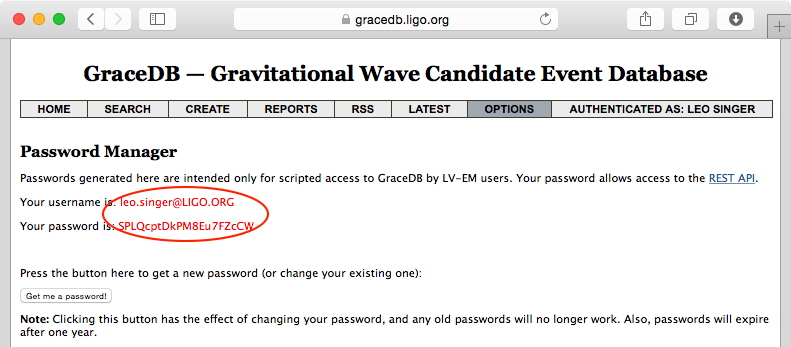 gracedb.ligo.org
GraceDB — Gravitational Wave Candidate Event Database
HOME SEARCH CREATE REPORTS RSS LATEST OPTIONS AUTHENTICATED AS: LEO SINGER
Password Manager
Passwords generated here are intended only for scripted access to GraceDB by LV-EM users. Your password allows access to the REST API.
Your username is: leo.singer@LIGO.ORG
Your password is: SPLQcptDkPM8Eu7FZcCW
Press the button here to get a new password (or change your existing one):
Get me a password!
Note: Clicking this button has the effect of changing your password, and any old passwords will no longer work. Also, passwords will expire
after one year.